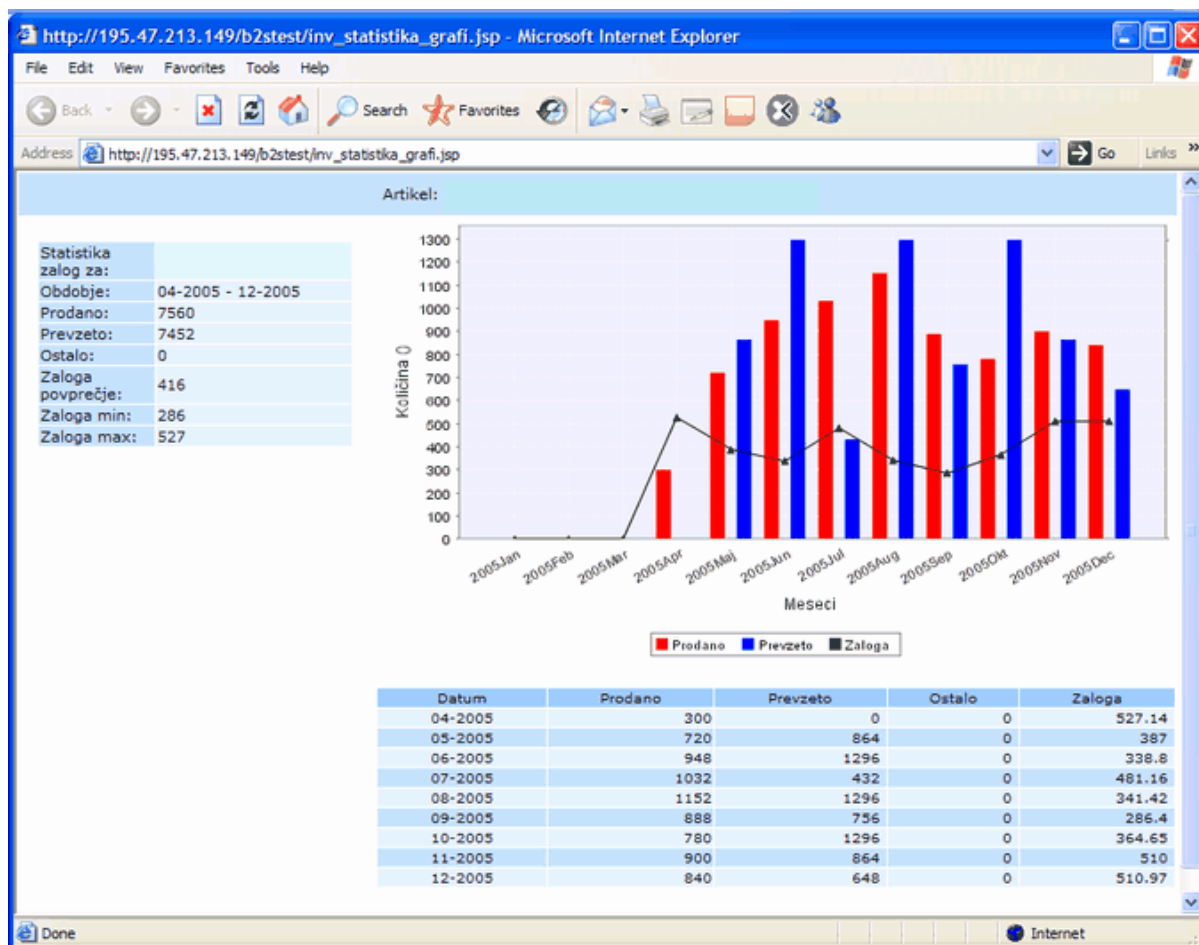 http://195.47.213.149/b2stest/inv_statistika_grafi.jsp - Microsoft Internet Explorer
File Edit View Favorites Tools Help
Back Search Favorites
Address http://195.47.213.149/b2stest/inv_statistika_grafi.jsp Go Links »
Artikel:
Statistika
zalog za:
Obdobje: 04-2005 - 12-2005
Prodano: 7560
Prevzeto: 7452
Ostalo: 0
Zaloga
povprečje: 416
Zaloga min: 286
Zaloga max: 527
1300
1200
1100
1000
900
800
700
600
500
400
300
200
100
0
Količina ()
2005Jan 2005Feb 2005Mar 2005Apr 2005Maj 2005Jun 2005Jul 2005Aug 2005Sep 2005Okt 2005Nov 2005Dec
Meseci
Prodano Prevzeto Zaloga
Datum Prodano Prevzeto Ostalo Zaloga
04-2005 300 0 0 527.14
05-2005 720 864 0 387
06-2005 948 1296 0 338.8
07-2005 1032 432 0 481.16
08-2005 1152 1296 0 341.42
09-2005 888 756 0 286.4
10-2005 780 1296 0 364.65
11-2005 900 864 0 510
12-2005 840 648 0 510.97
Done Internet